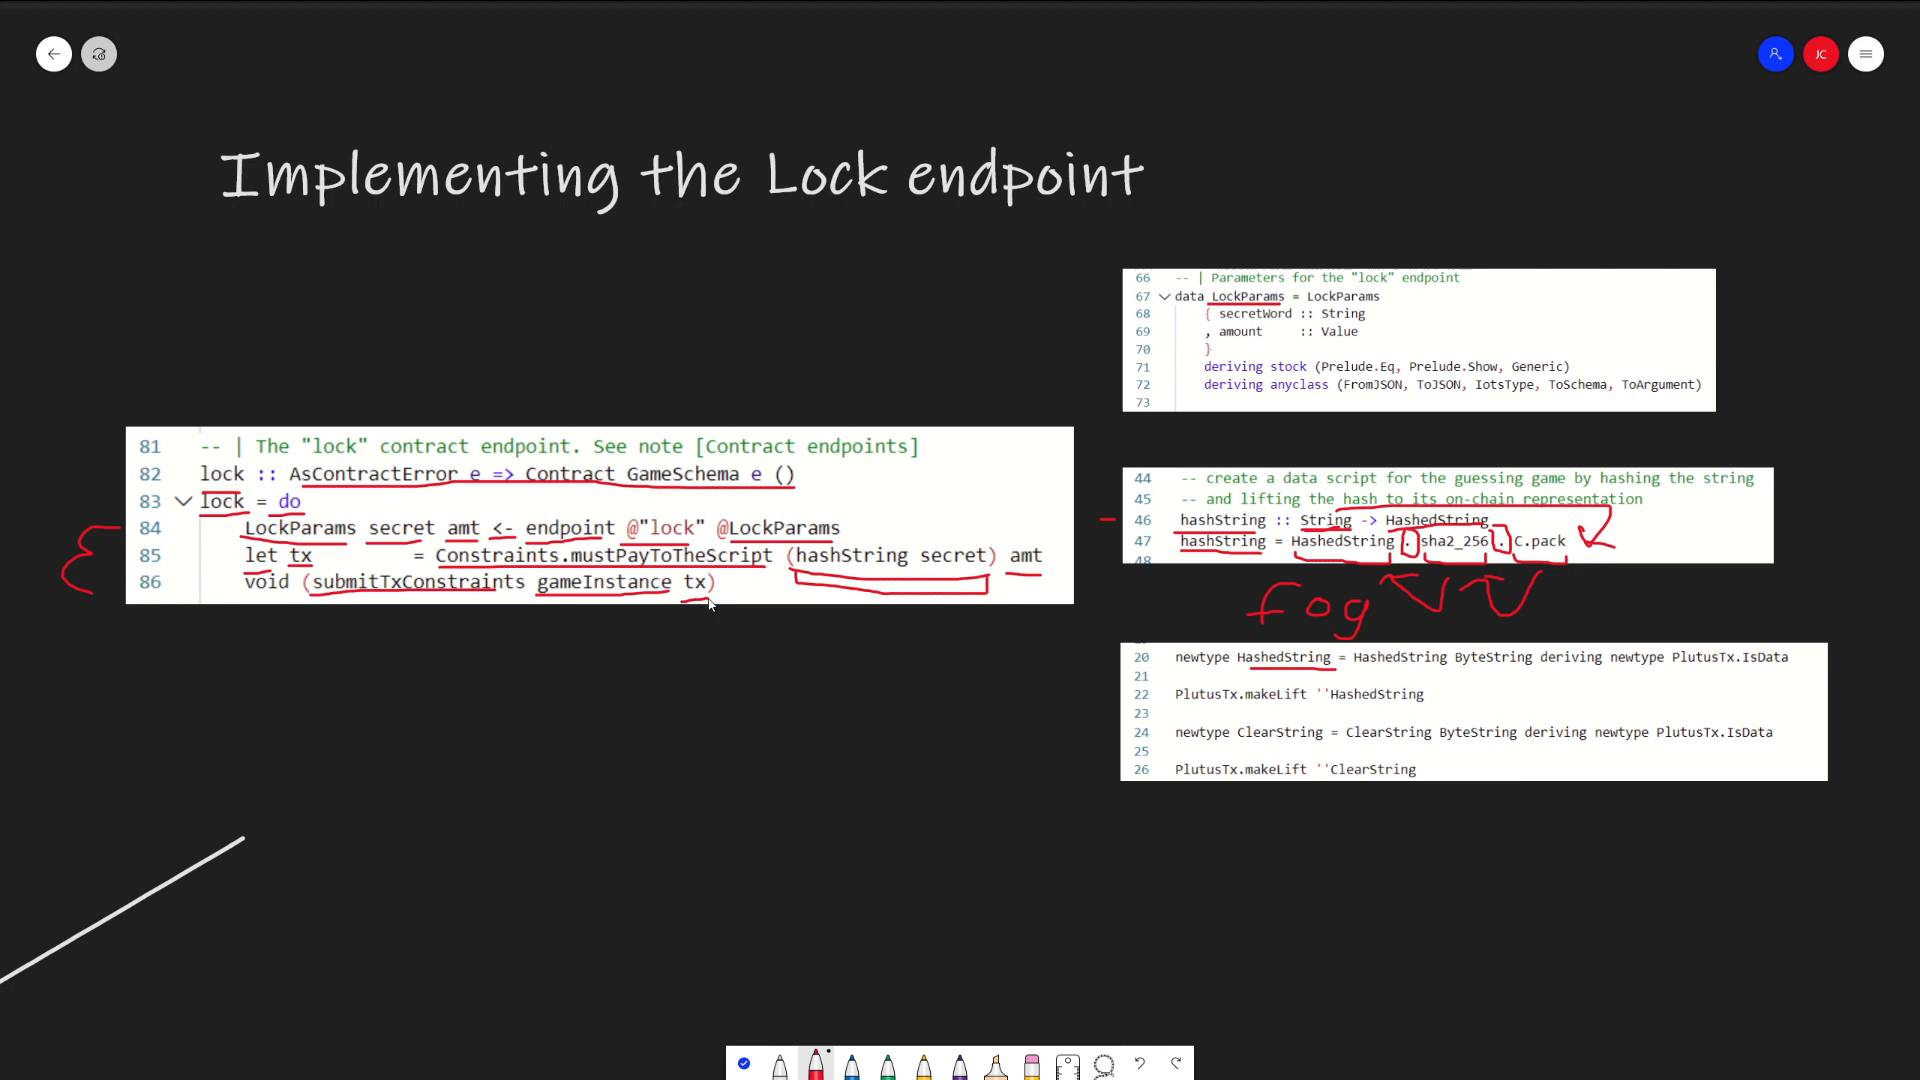 JC
Implementing the Lock endpoint
66 -- | Parameters for the "lock" endpoint
67 data LockParams = LockParams
68 { secretWord :: String
69 , amount :: Value
70 }
71 deriving stock (Prelude.Eq, Prelude.Show, Generic)
72 deriving anyclass (FromJSON, ToJSON, IotsType, ToSchema, ToArgument)
73
81 -- | The "lock" contract endpoint. See note [Contract endpoints]
82 lock :: AsContractError e => Contract GameSchema e ()
83 lock = do
84 LockParams secret amt <- endpoint @"lock" @LockParams
85 let tx = Constraints.mustPayToTheScript (hashString secret) amt
86 void (submitTxConstraints gameInstance tx)
44 -- create a data script for the guessing game by hashing the string
45 -- and lifting the hash to its on-chain representation
46 hashString :: String -> HashedString
47 hashString = HashedString . sha2_256 . C.pack
48
fog
20 newtype HashedString = HashedString ByteString deriving newtype PlutusTx.IsData
21
22 PlutusTx.makeLift ''HashedString
23
24 newtype ClearString = ClearString ByteString deriving newtype PlutusTx.IsData
25
26 PlutusTx.makeLift ''ClearString